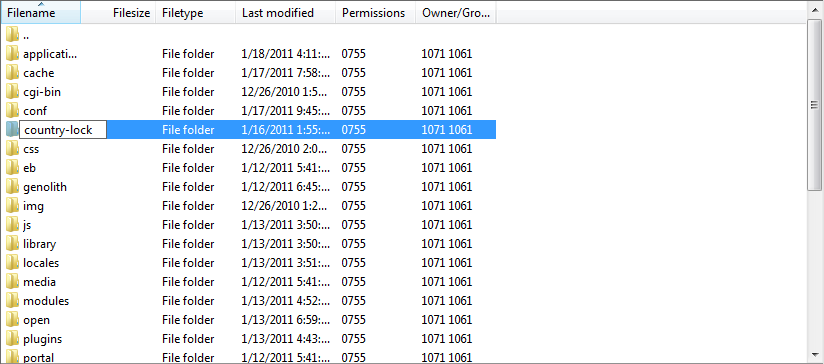 Filename Filesize Filetype Last modified Permissions Owner/Gro...
..
applicati... File folder 1/18/2011 4:11:... 0755 1071 1061
cache File folder 1/17/2011 7:58:... 0755 1071 1061
cgi-bin File folder 12/26/2010 1:5... 0755 1071 1061
conf File folder 1/17/2011 9:45:... 0755 1071 1061
country-lock File folder 1/16/2011 1:55:... 0755 1071 1061
css File folder 12/26/2010 2:0... 0755 1071 1061
eb File folder 1/12/2011 5:41:... 0755 1071 1061
genolith File folder 1/12/2011 6:45:... 0755 1071 1061
img File folder 12/26/2010 1:2... 0755 1071 1061
js File folder 1/13/2011 3:50:... 0755 1071 1061
library File folder 1/13/2011 3:50:... 0755 1071 1061
locales File folder 1/13/2011 3:51:... 0755 1071 1061
media File folder 1/12/2011 5:41:... 0755 1071 1061
modules File folder 1/13/2011 4:52:... 0755 1071 1061
open File folder 1/13/2011 6:59:... 0755 1071 1061
plugins File folder 1/13/2011 4:43:... 0755 1071 1061
portal File folder 1/12/2011 5:41:... 0755 1071 1061